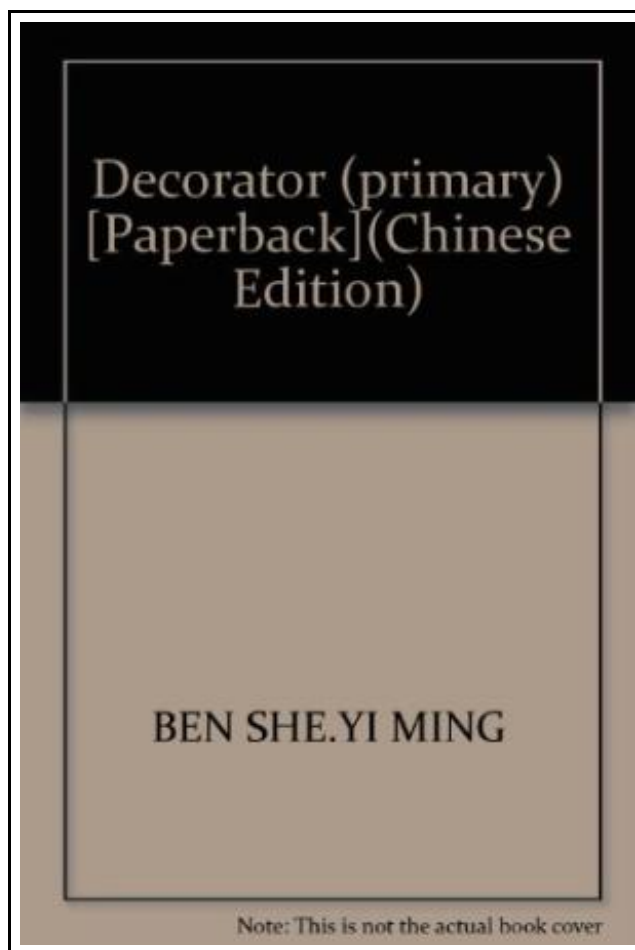 Decorator (primary)
[Paperback](Chinese
Edition)
BEN SHE.YI MING
Note: This is not the actual book cover